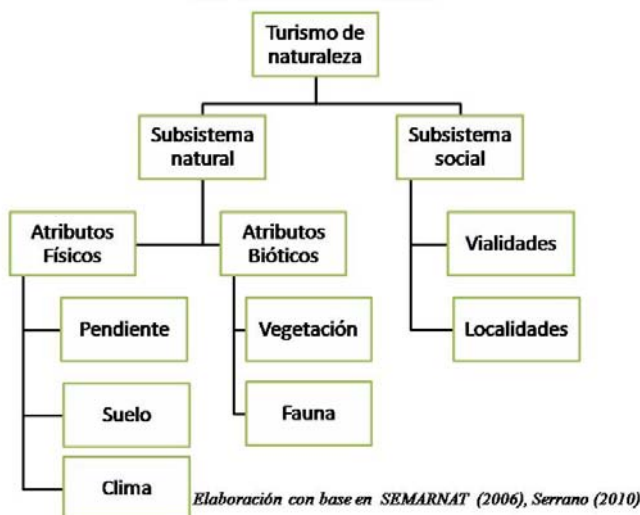 Turismo de
naturaleza
Subsistema
natural
Subsistema
social
Atributos
Físicos
Atributos
Bióticos
Vialidades
Pendiente
Vegetación
Localidades
Suelo
Fauna
Clima
Elaboración con base en SEMARNAT (2006), Serrano (2010)